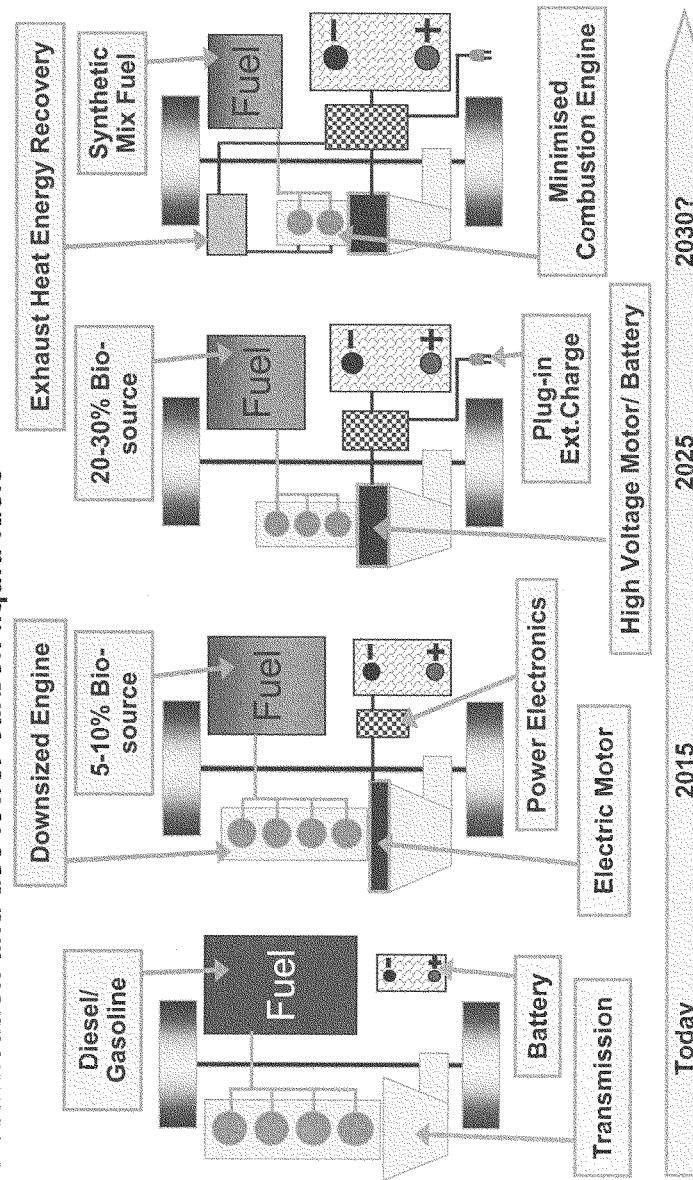 Diesel/
Gasoline
Fuel
Battery
Transmission
Today
Downsized Engine
5-10% Bio-
source
Fuel
-
+
Power Electronics
Electric Motor
2015
20-30% Bio-
source
Fuel
-
+
Plug-in
Ext.Charge
High Voltage Motor/ Battery
2025
Exhaust Heat Energy Recovery
Synthetic
Mix Fuel
Fuel
-
+
Minimised
Combustion Engine
2030?